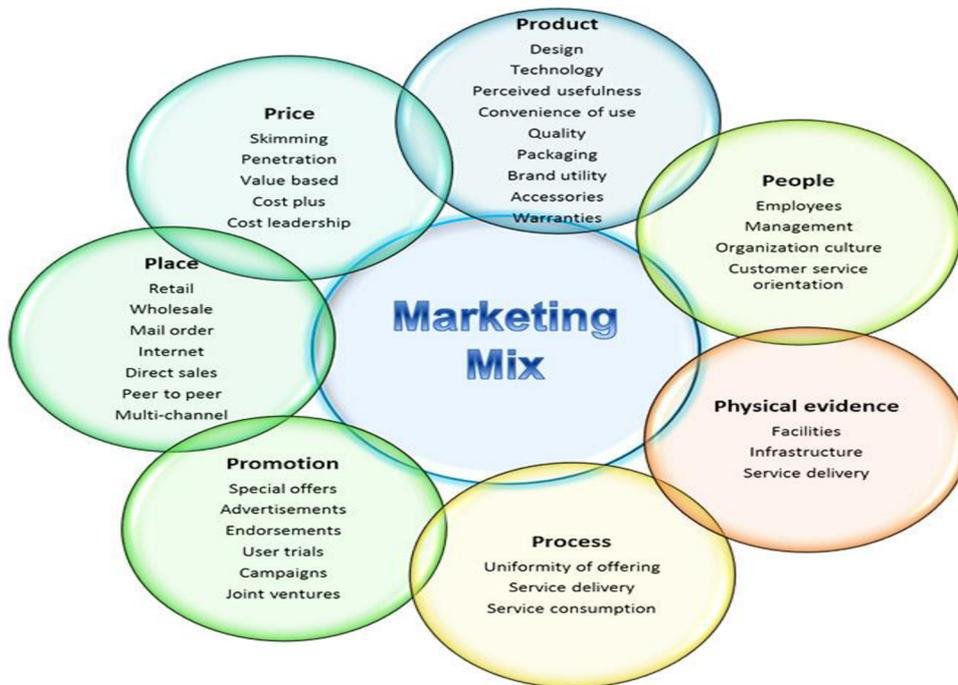 Product
Design
Technology
Perceived usefulness
Convenience of use
Quality
Packaging
Brand utility
Accessories
Warranties
Price
Skimming
Penetration
Value based
Cost plus
Cost leadership
People
Employees
Management
Organization culture
Customer service
orientation
Place
Retail
Wholesale
Mail order
Internet
Direct sales
Peer to peer
Multi-channel
Marketing
Mix
Physical evidence
Facilities
Infrastructure
Service delivery
Promotion
Special offers
Advertisements
Endorsements
User trials
Campaigns
Joint ventures
Process
Uniformity of offering
Service delivery
Service consumption